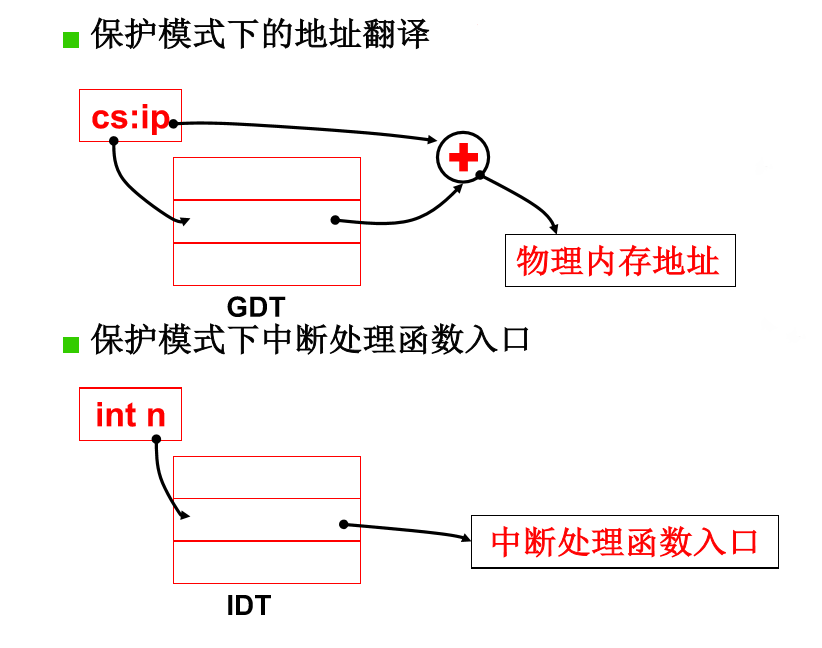 保护模式下的地址翻译
cs:ip
物理内存地址
GDT
保护模式下中断处理函数入口
int n
中断处理函数入口
IDT